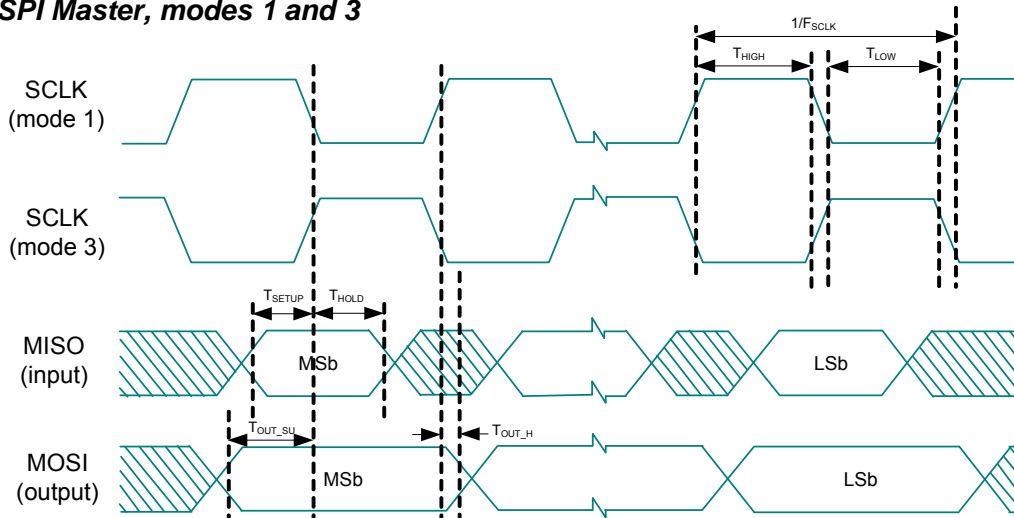 SPI Master, modes 1 and 3
1/FSCLK
THIGH
TLOW
SCLK
(mode 1)
SCLK
(mode 3)
TSETUP
THOLD
MISO
(input)
MSb
LSb
TOUT_SU
TOUT_H
MOSI
(output)
MSb
LSb